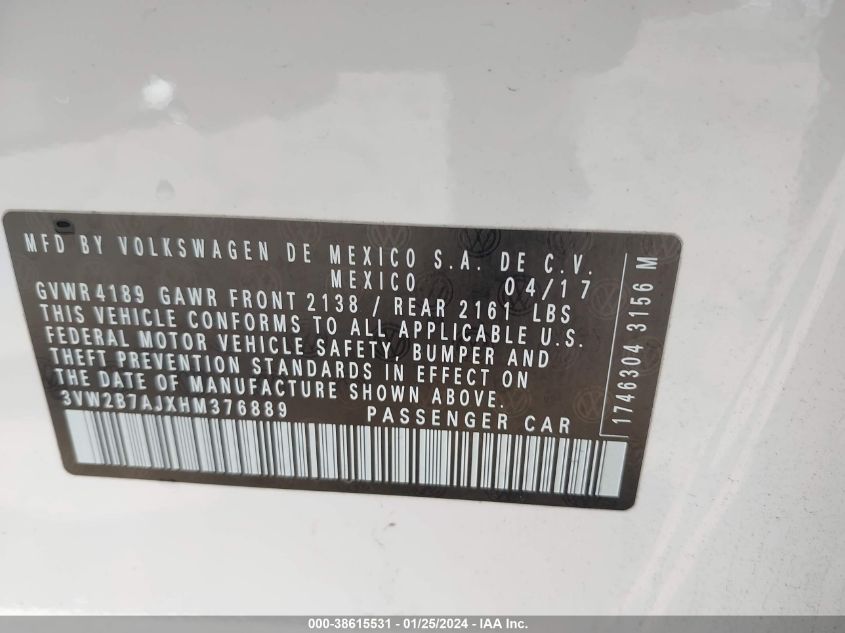 MFD BY VOLKSWAGEN DE MEXICO S.A. DE C.V.
MEXICO 04/17
GVWR 4189 GAWR FRONT 2138 / REAR 2161 LBS
THIS VEHICLE CONFORMS TO ALL APPLICABLE U.S.
FEDERAL MOTOR VEHICLE SAFETY, BUMPER AND
THEFT PREVENTION STANDARDS IN EFFECT ON
THE DATE OF MANUFACTURE SHOWN ABOVE.
3VW2B7AJXHM376889 PASSENGER CAR
1746304 3156 M
000-38615531 - 01/25/2024 - IAA Inc.